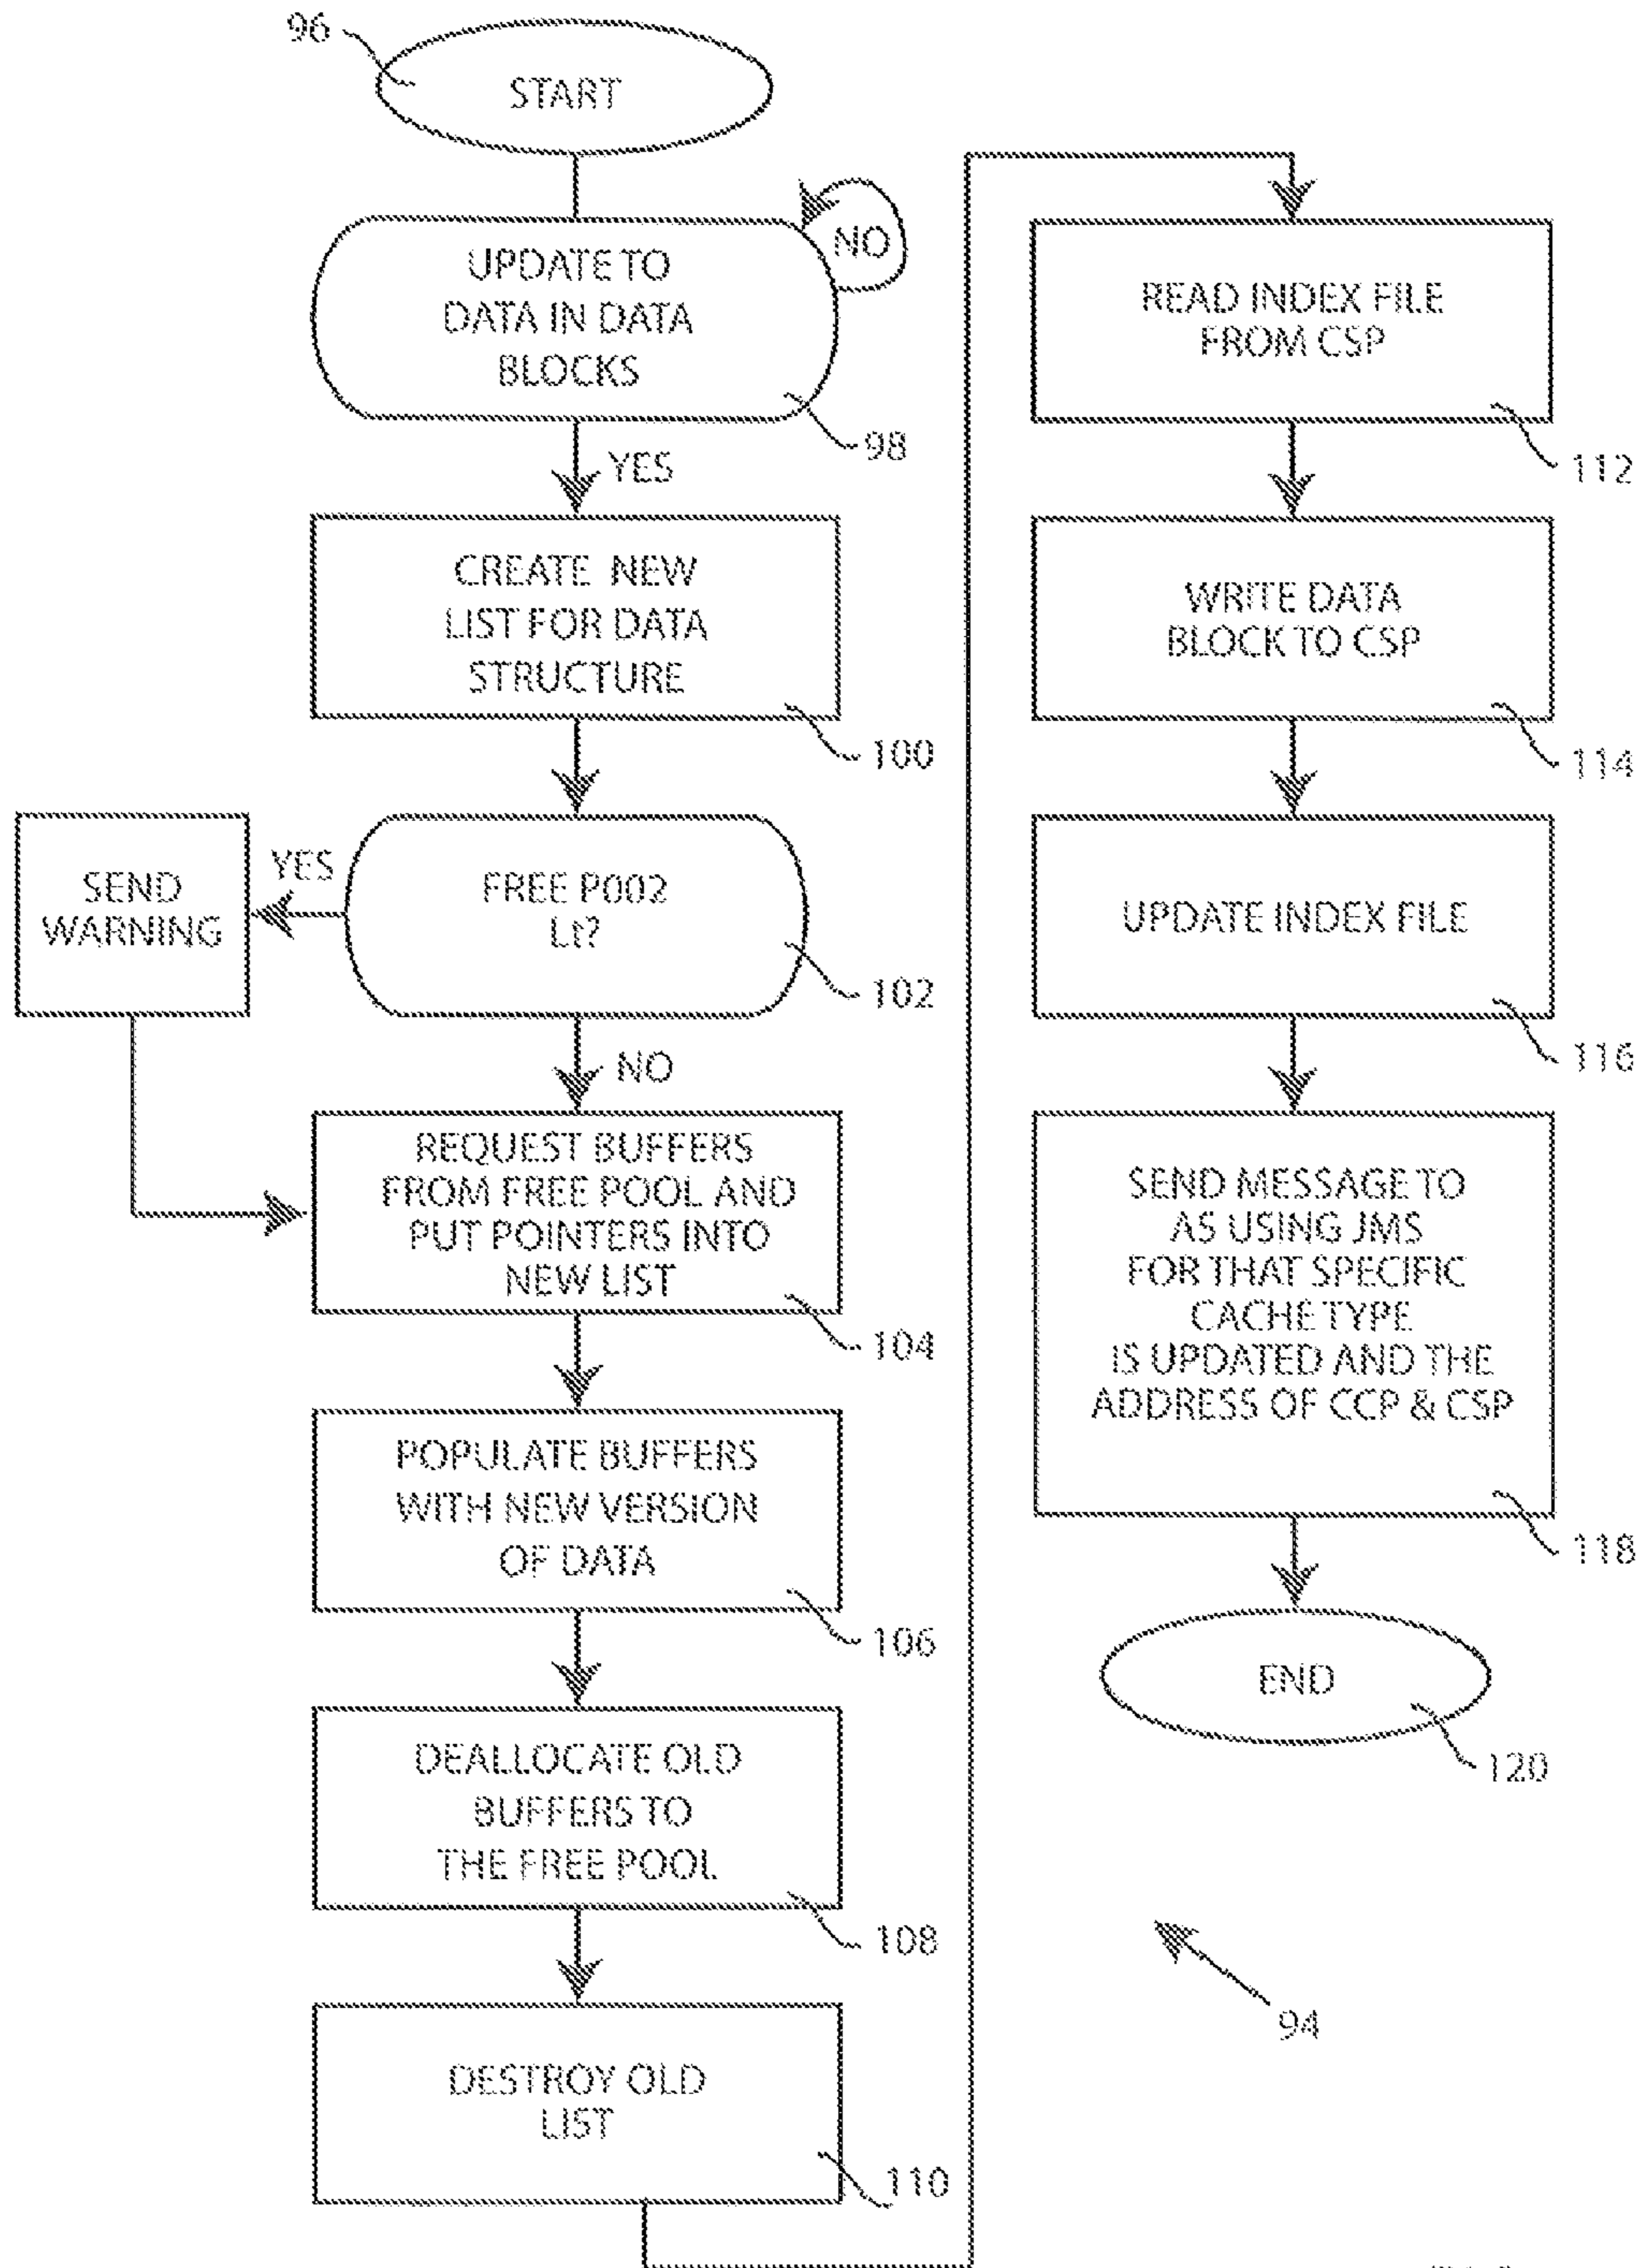 96
START
UPDATE TO
DATA IN DATA
BLOCKS
NO
98
YES
CREATE NEW
LIST FOR DATA
STRUCTURE
100
FREE P002
Lt?
102
YES
SEND
WARNING
NO
REQUEST BUFFERS
FROM FREE POOL AND
PUT POINTERS INTO
NEW LIST
104
POPULATE BUFFERS
WITH NEW VERSION
OF DATA
106
DEALLOCATE OLD
BUFFERS TO
THE FREE POOL
108
DESTROY OLD
LIST
110
READ INDEX FILE
FROM CSP
112
WRITE DATA
BLOCK TO CSP
114
UPDATE INDEX FILE
116
SEND MESSAGE TO
AS USING JMS
FOR THAT SPECIFIC
CACHE TYPE
IS UPDATED AND THE
ADDRESS OF CCP & CSP
118
END
120
94